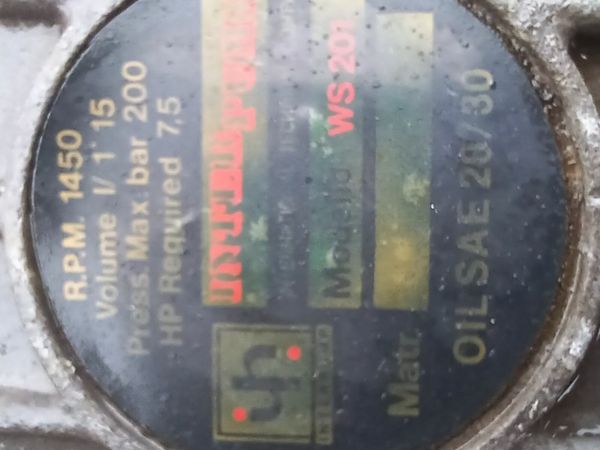 R.P.M. 1450
Volume l/ 1' 15
Press Max bar 200
HP Required 7,5
INTERPUMP
Modello WS 201
Matr.
OIL SAE 20/30